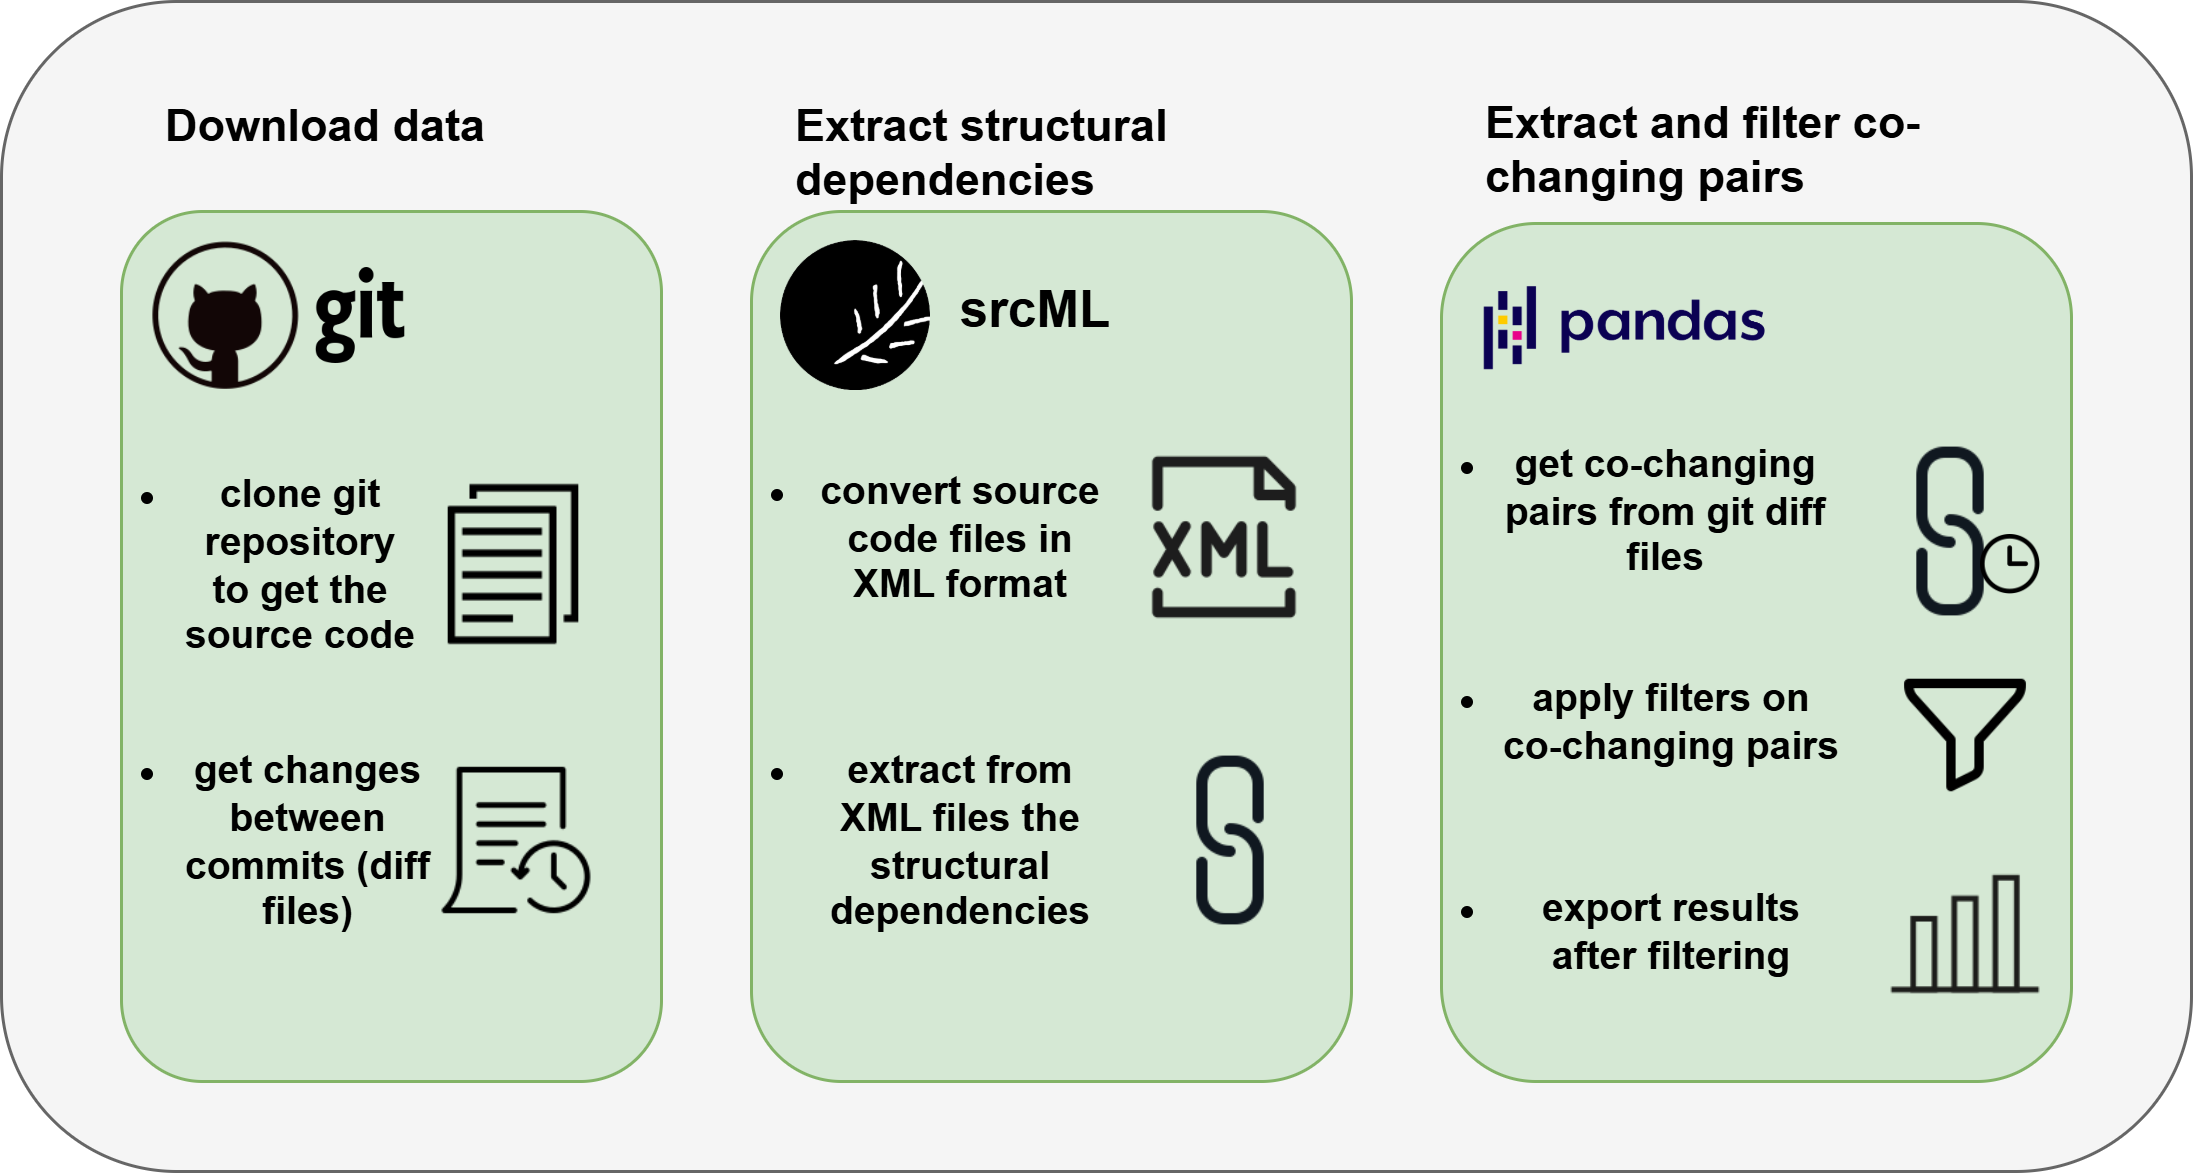 Download data
git
• clone git
repository
to get the
source code
• get changes
between
commits (diff
files)
Extract structural
dependencies
srcML
• convert source
code files in
XML format
XML
• extract from
XML files the
structural
dependencies
Extract and filter co-
changing pairs
pandas
• get co-changing
pairs from git diff
files
• apply filters on
co-changing pairs
• export results
after filtering